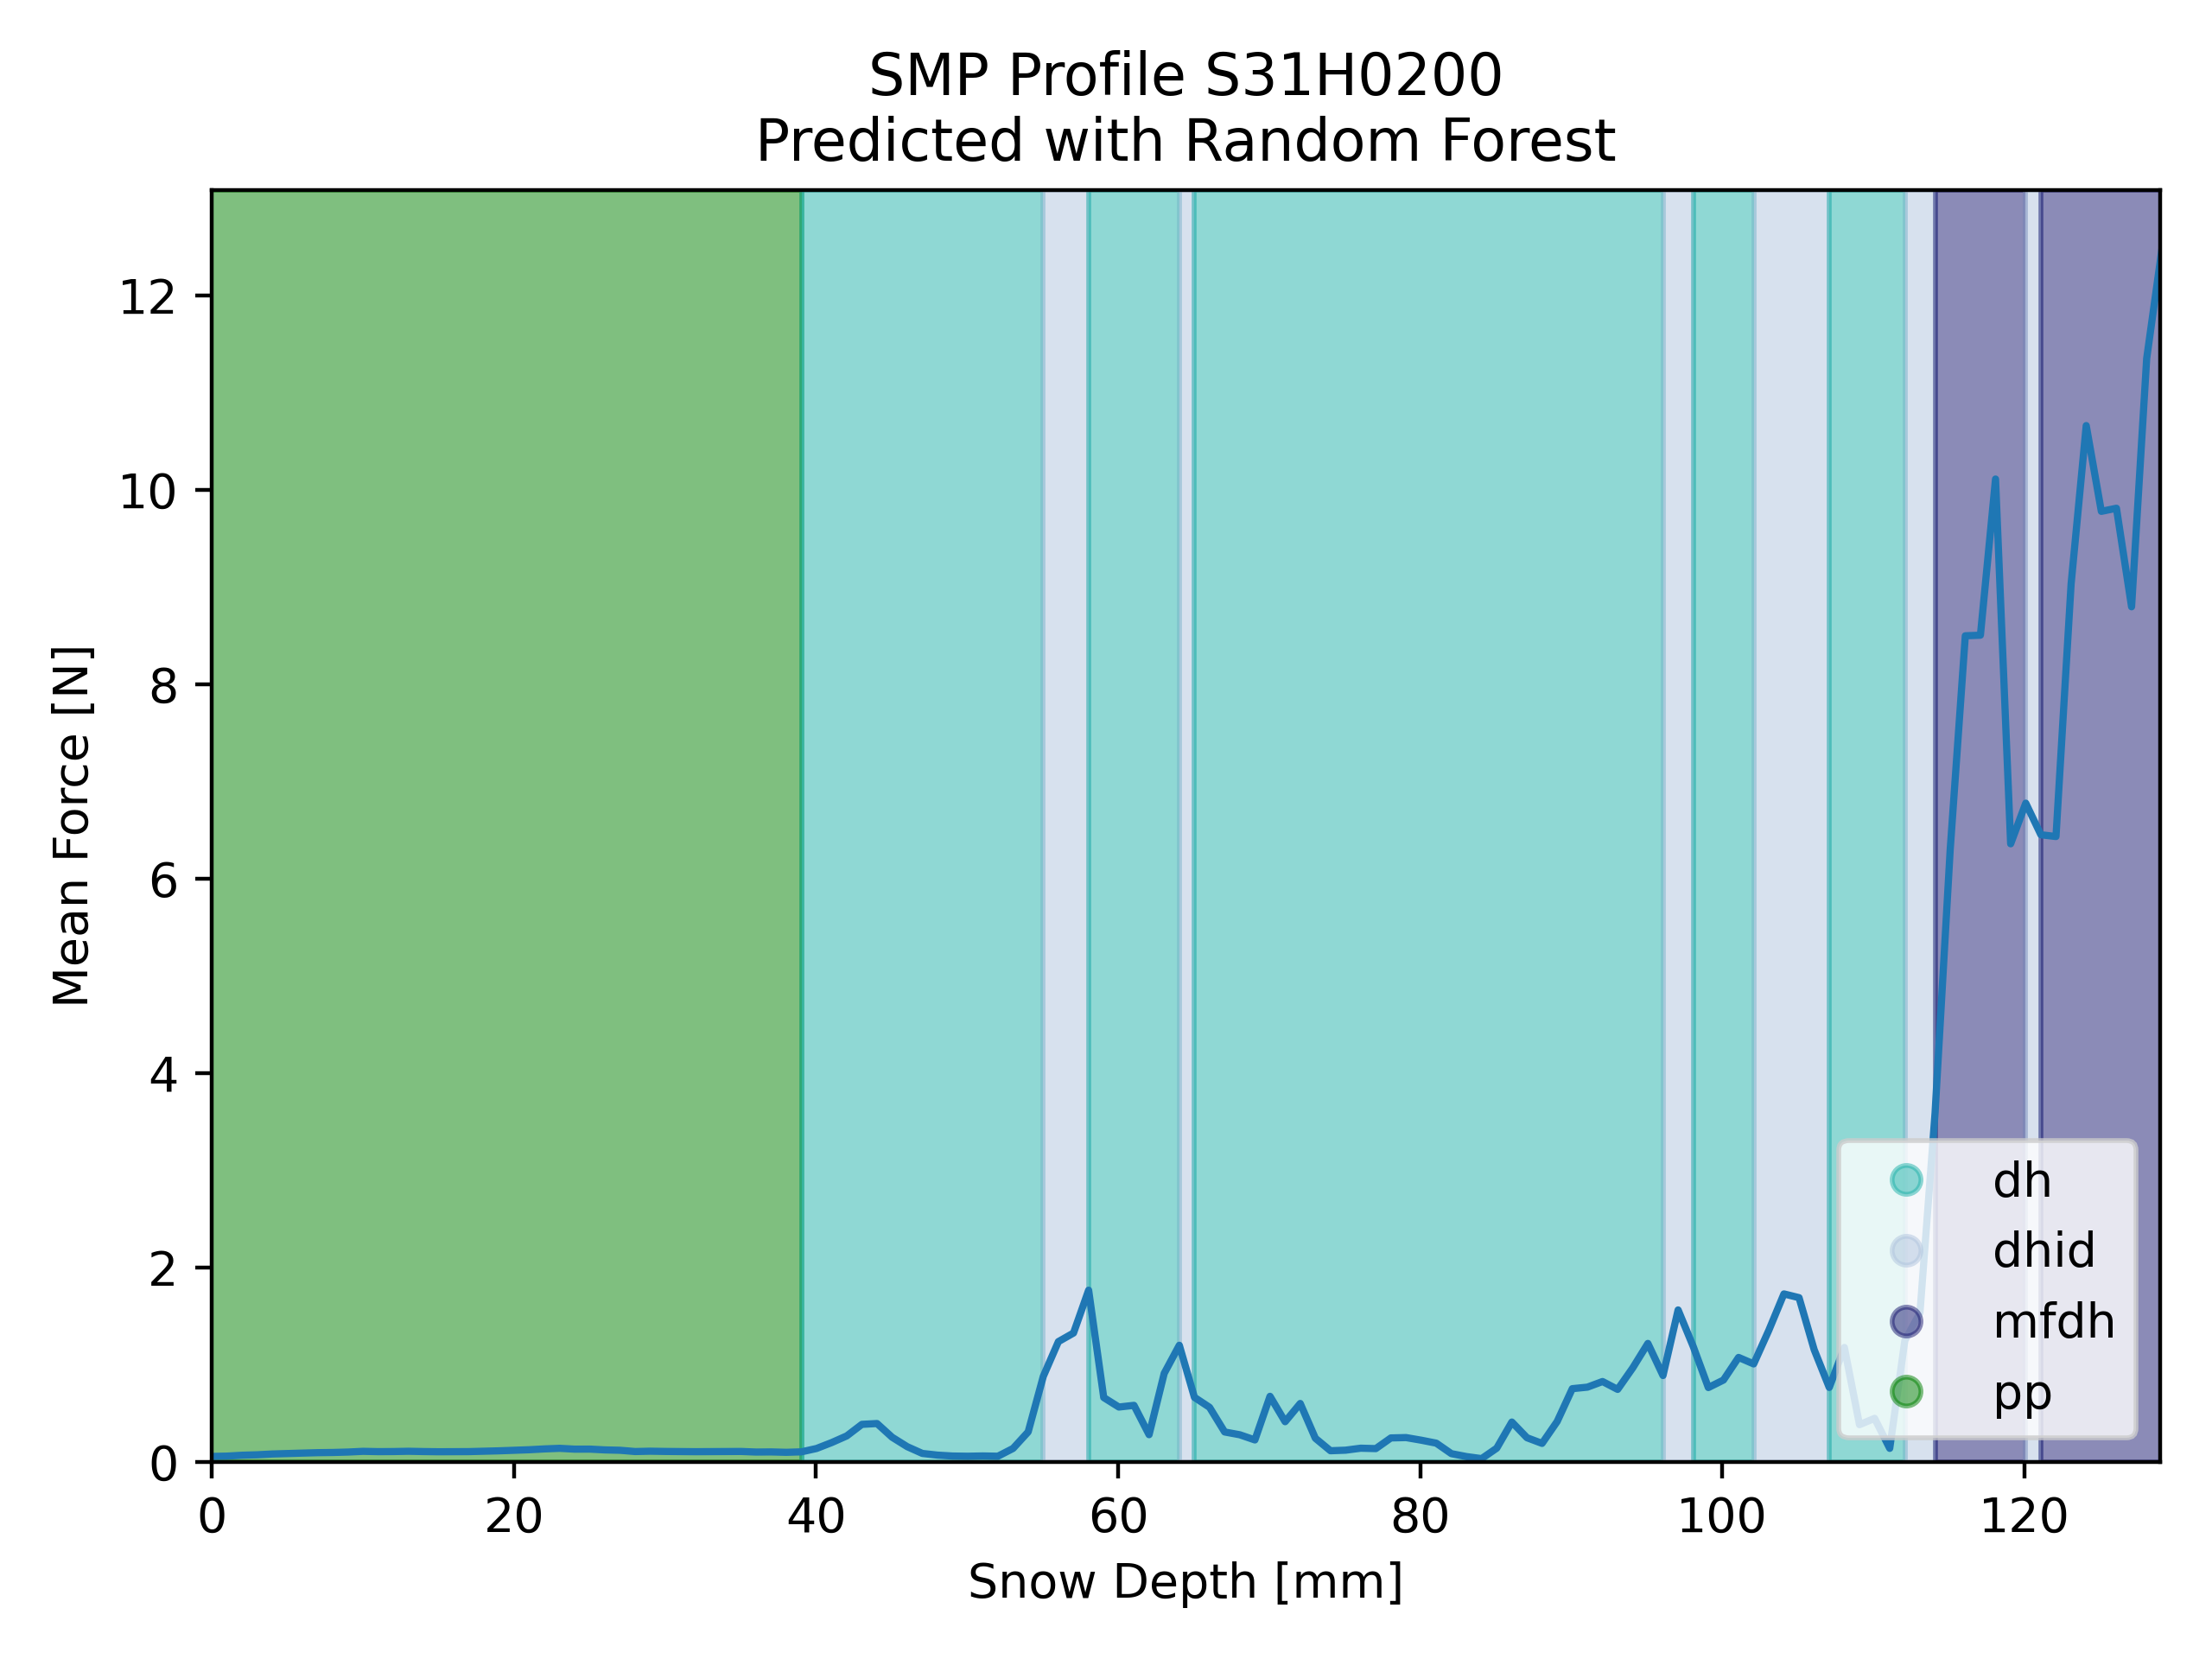 SMP Profile S31H0200
Predicted with Random Forest
Mean Force [N]
12
10
8
6
4
2
0
0 20 40 60 80 100 120
Snow Depth [mm]
dh
dhid
mfdh
pp